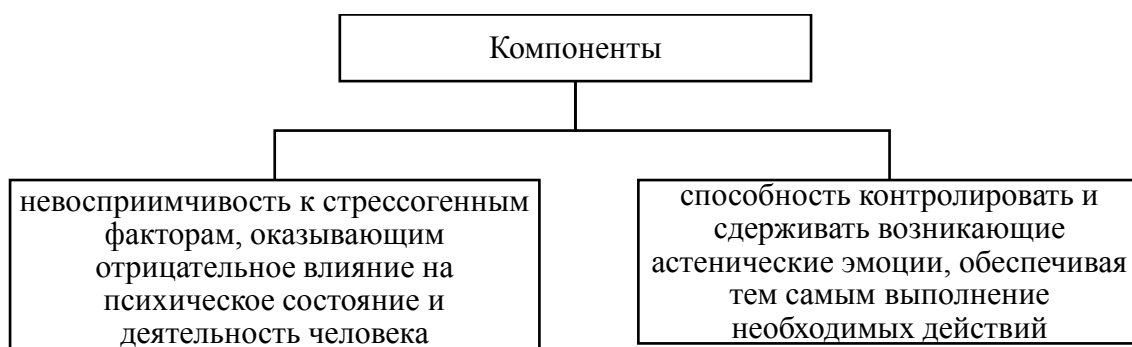 Компоненты
невосприимчивость к стрессогенным
факторам, оказывающим
отрицательное влияние на
психическое состояние и
деятельность человека
способность контролировать и
сдерживать возникающие
астенические эмоции, обеспечивая
тем самым выполнение
необходимых действий